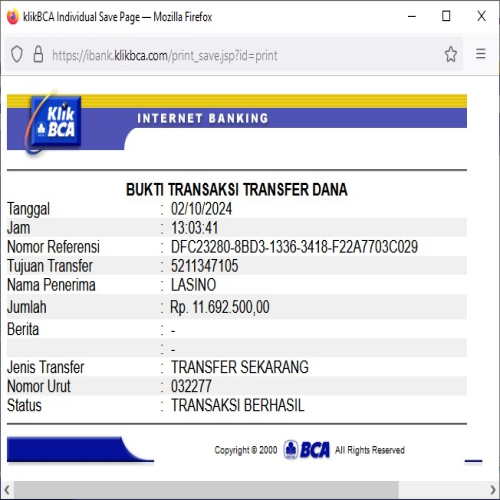 klikBCA Individual Save Page — Mozilla Firefox
https://ibank.klikbca.com/print_save.jsp?id=print
Klik BCA
INTERNET BANKING
BUKTI TRANSAKSI TRANSFER DANA
Tanggal : 02/10/2024
Jam : 13:03:41
Nomor Referensi : DFC23280-8BD3-1336-3418-F22A7703C029
Tujuan Transfer : 5211347105
Nama Penerima : LASINO
Jumlah : Rp. 11.692.500,00
Berita : -
: -
Jenis Transfer : TRANSFER SEKARANG
Nomor Urut : 032277
Status : TRANSAKSI BERHASIL
Copyright © 2000 BCA All Rights Reserved